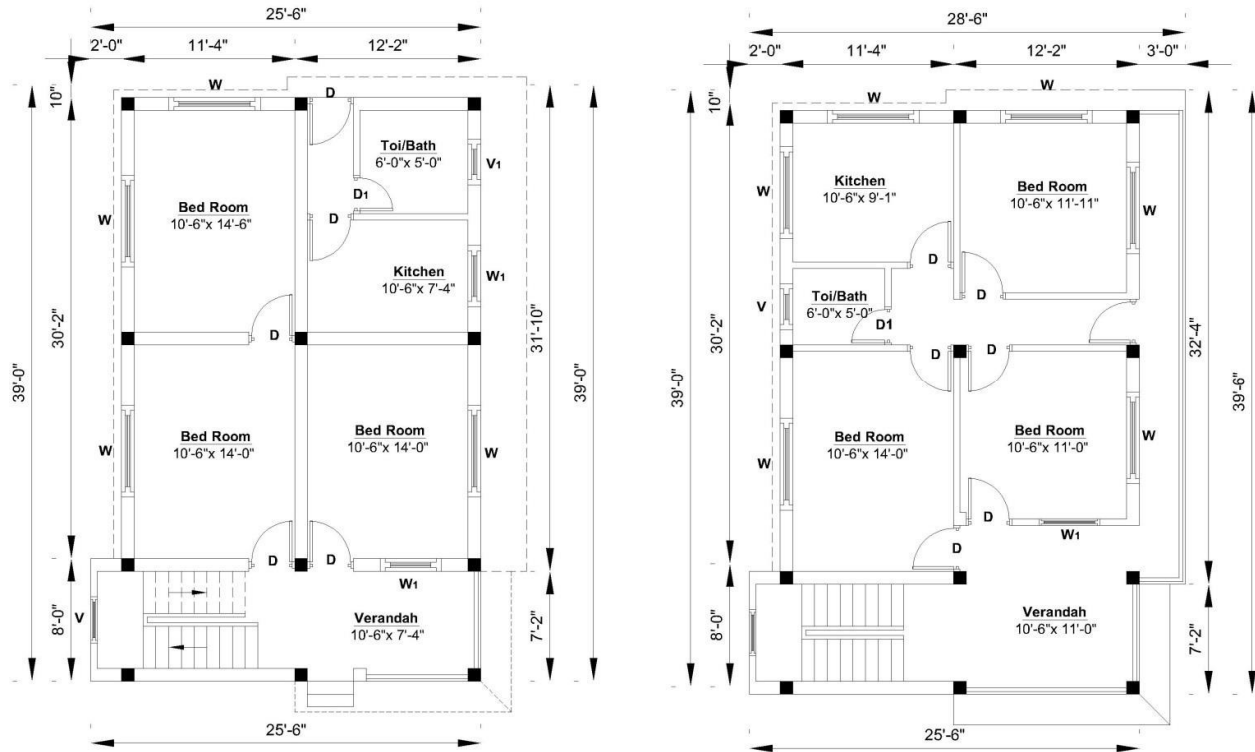 25'-6"
2'-0" 11'-4" 12'-2"
W
D
10"
Toi/Bath
6'-0"x 5'-0"
V1
D1
W
Bed Room
10'-6"x 14'-6"
D
Kitchen
10'-6"x 7'-4"
W1
39'-0"
30'-2"
31'-10"
39'-0"
D
Bed Room
10'-6"x 14'-0"
Bed Room
10'-6"x 14'-0"
W
W
D
D
W1
V
8'-0"
Verandah
10'-6"x 7'-4"
7'-2"
25'-6"
28'-6"
2'-0" 11'-4" 12'-2" 3'-0"
W
W
10"
Kitchen
10'-6"x 9'-1"
Bed Room
10'-6"x 11'-11"
W
W
D
D
V
Toi/Bath
6'-0"x 5'-0"
D1
39'-0"
30'-2"
32'-4"
39'-6"
D
D
Bed Room
10'-6"x 14'-0"
Bed Room
10'-6"x 11'-0"
W
W
D
D
W1
8'-0"
Verandah
10'-6"x 11'-0"
7'-2"
25'-6"